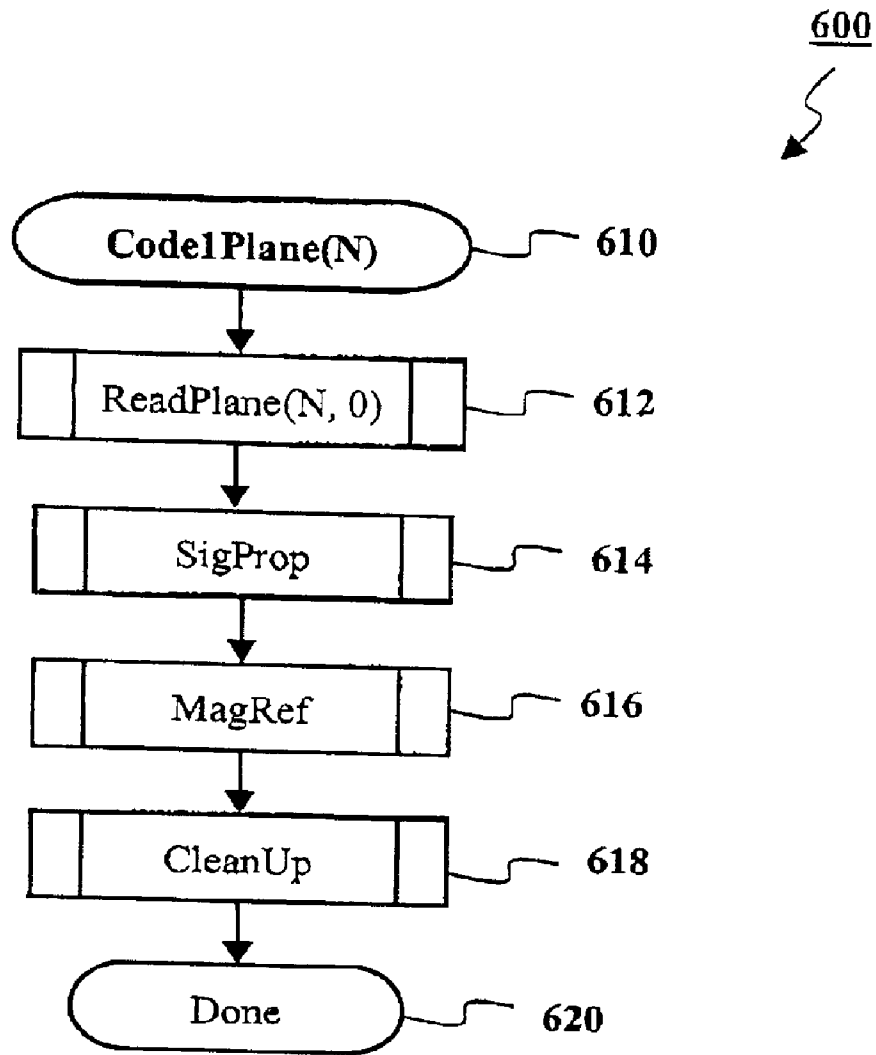 600
Code1Plane(N) 610
ReadPlane(N, 0) 612
SigProp 614
MagRef 616
CleanUp 618
Done 620